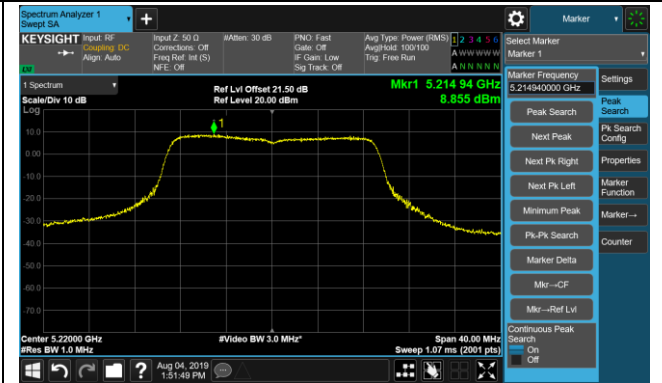 Spectrum Analyzer 1
Swept SA
Marker
KEYSIGHT
Input: RF
Coupling: DC
Align: Auto
Input Z: 50 Ω
Corrections: Off
Freq Ref: Int (S)
NFE: Off
#Atten: 30 dB
PNO: Fast
Gate: Off
IF Gain: Low
Sig Track: Off
Avg Type: Power (RMS)
Avg|Hold: 100/100
Trig: Free Run
1 2 3 4 5 6
A W W W W W
A N N N N N
Select Marker
Marker 1
1 Spectrum
Scale/Div 10 dB
Log
Ref Lvl Offset 21.50 dB
Ref Level 20.00 dBm
Mkr1 5.214 94 GHz
8.855 dBm
1
10.0
0.00
-10.0
-20.0
-30.0
-40.0
-50.0
-60.0
-70.0
Center 5.22000 GHz
#Res BW 1.0 MHz
#Video BW 3.0 MHz*
Span 40.00 MHz
Sweep 1.07 ms (2001 pts)
Marker Frequency
5.214940000 GHz
Peak Search
Next Peak
Next Pk Right
Next Pk Left
Minimum Peak
Pk-Pk Search
Marker Delta
Mkr→CF
Mkr→Ref Lvl
Continuous Peak
Search
On
Off
Settings
Peak
Search
Pk Search
Config
Properties
Marker
Function
Marker→
Counter
?
Aug 04, 2019
1:51:49 PM